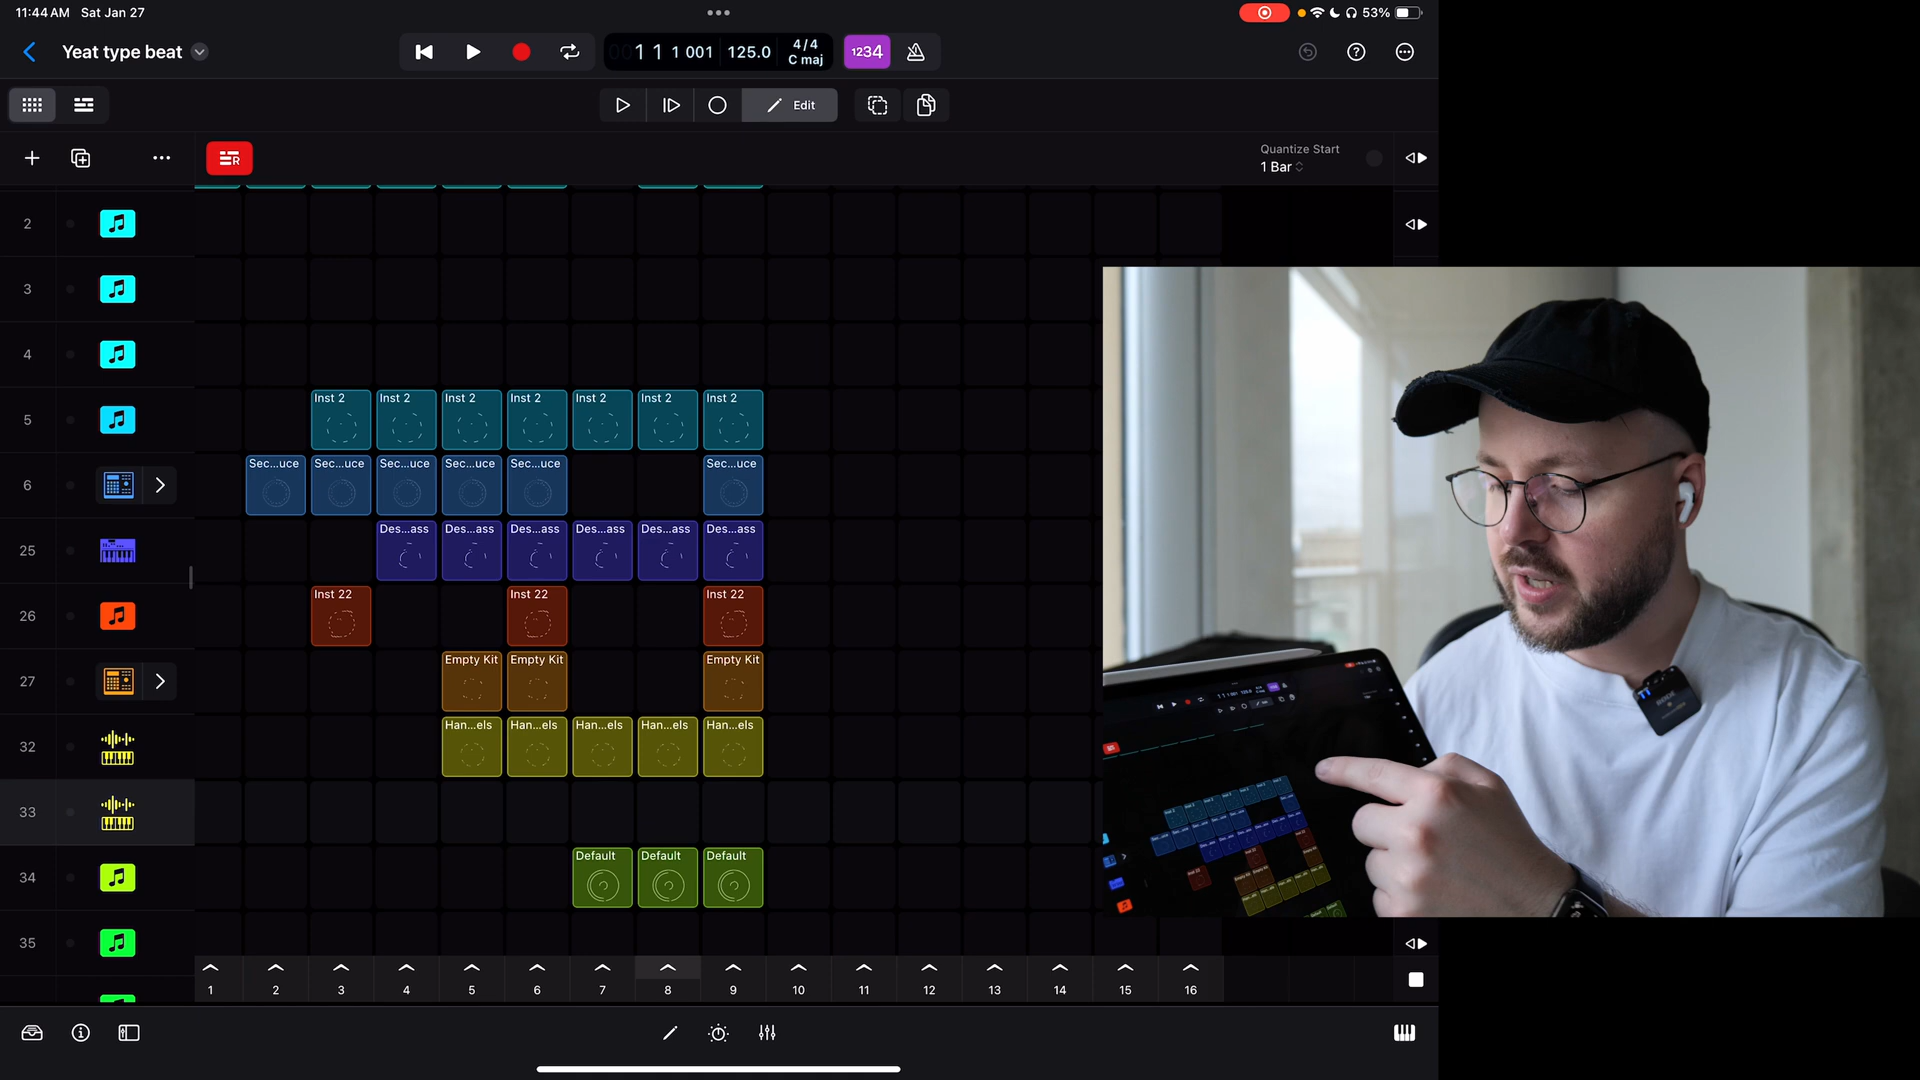 11:44 AM Sat Jan 27
53%
Yeat type beat
1 1 1 001
125.0
4/4
C maj
1234
Edit
Quantize Start
1 Bar
2
3
4
5
Inst 2 Inst 2 Inst 2 Inst 2 Inst 2 Inst 2 Inst 2
6
Sec...uce Sec...uce Sec...uce Sec...uce Sec...uce Sec...uce
25
Des...ass Des...ass Des...ass Des...ass Des...ass Des...ass
26
Inst 22 Inst 22 Inst 22
27
Empty Kit Empty Kit Empty Kit
32
Han...els Han...els Han...els Han...els Han...els
33
34
Default Default Default
35
1 2 3 4 5 6 7 8 9 10 11 12 13 14 15 16